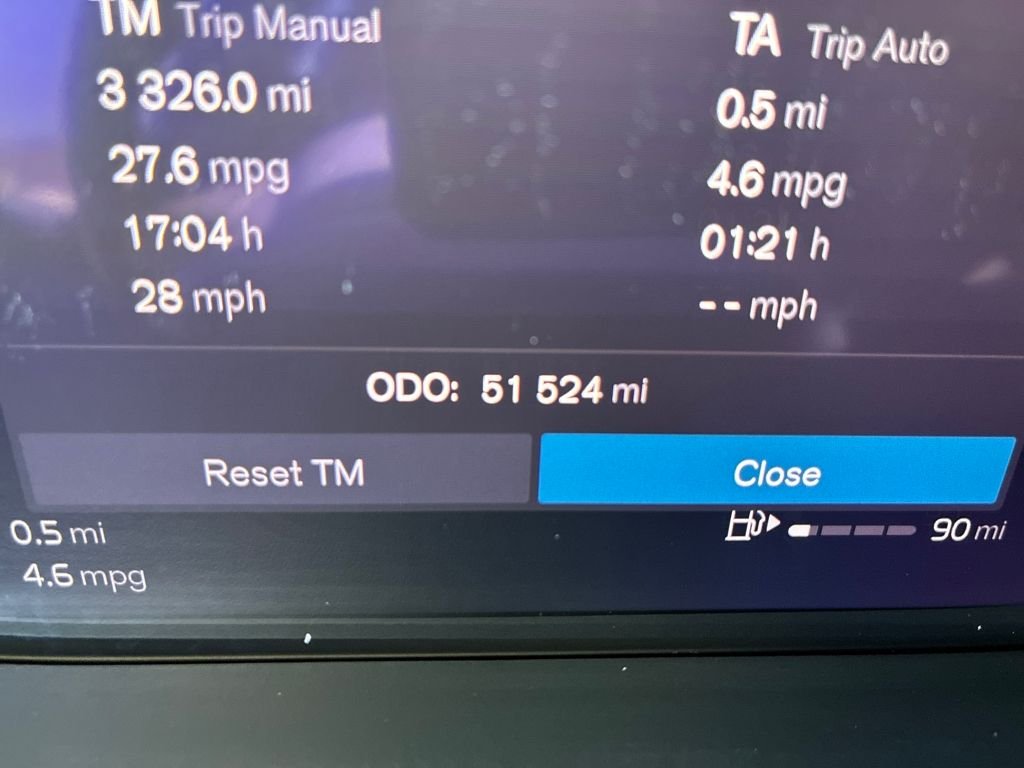 TM Trip Manual
3 326.0 mi
27.6 mpg
17:04 h
28 mph
TA Trip Auto
0.5 mi
4.6 mpg
01:21 h
-- mph
ODO: 51 524 mi
Reset TM
Close
0.5 mi
4.6 mpg
90 mi